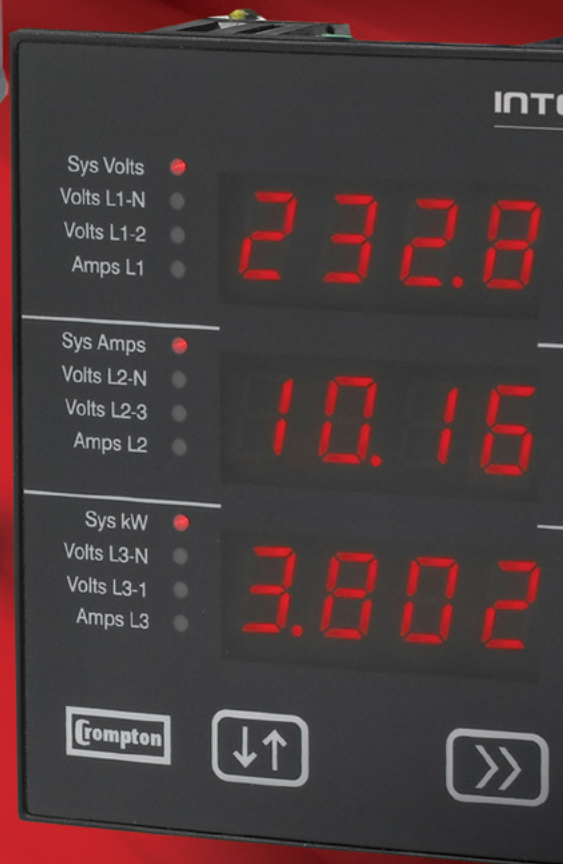 INTE
Sys Volts
Volts L1-N
Volts L1-2
Amps L1
232.8
Sys Amps
Volts L2-N
Volts L2-3
Amps L2
10.16
Sys kW
Volts L3-N
Volts L3-1
Amps L3
3.802
Crompton